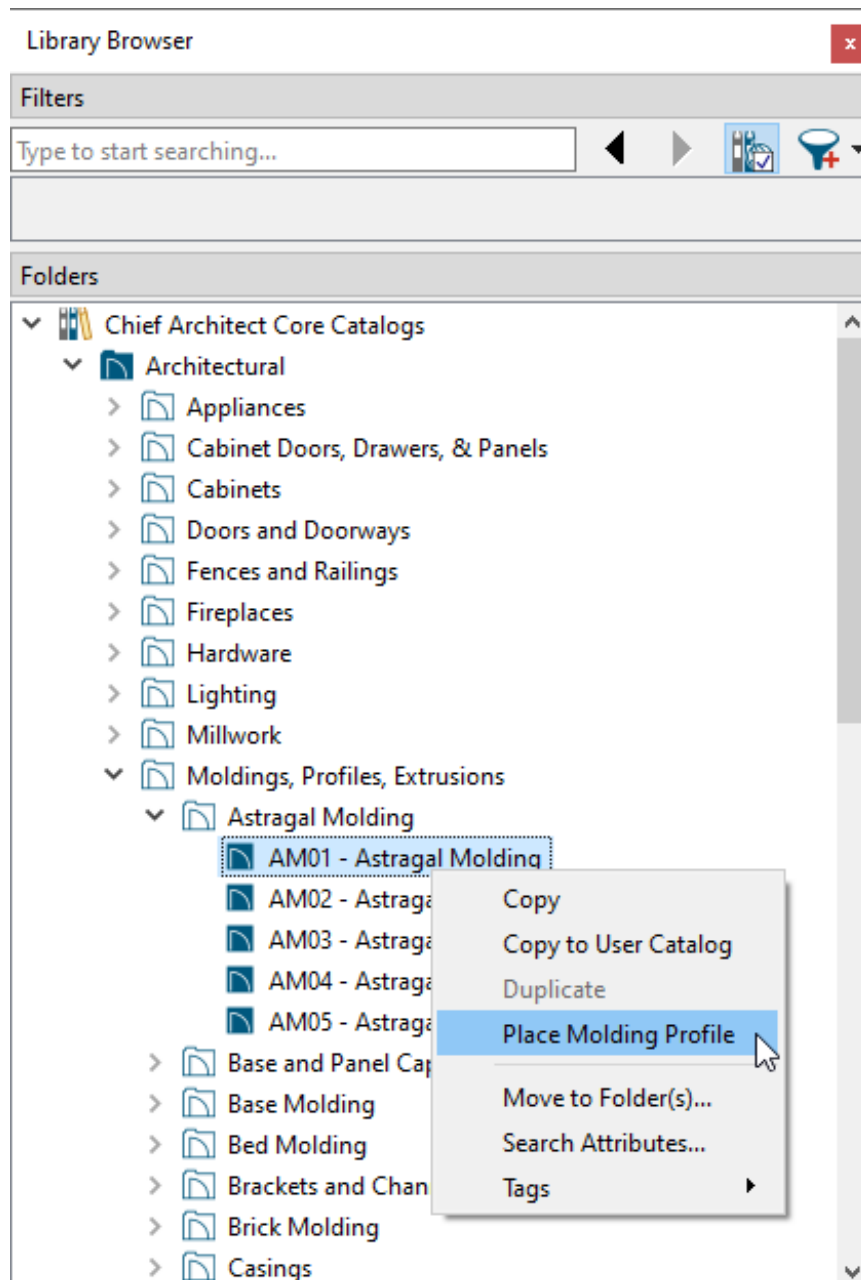 Library Browser
x
Filters
Type to start searching...
Folders
Chief Architect Core Catalogs
Architectural
Appliances
Cabinet Doors, Drawers, & Panels
Cabinets
Doors and Doorways
Fences and Railings
Fireplaces
Hardware
Lighting
Millwork
Moldings, Profiles, Extrusions
Astragal Molding
AM01 - Astragal Molding
AM02 - Astraga
AM03 - Astraga
AM04 - Astraga
AM05 - Astraga
Base and Panel Cap
Base Molding
Bed Molding
Brackets and Chan
Brick Molding
Casings
Copy
Copy to User Catalog
Duplicate
Place Molding Profile
Move to Folder(s)...
Search Attributes...
Tags